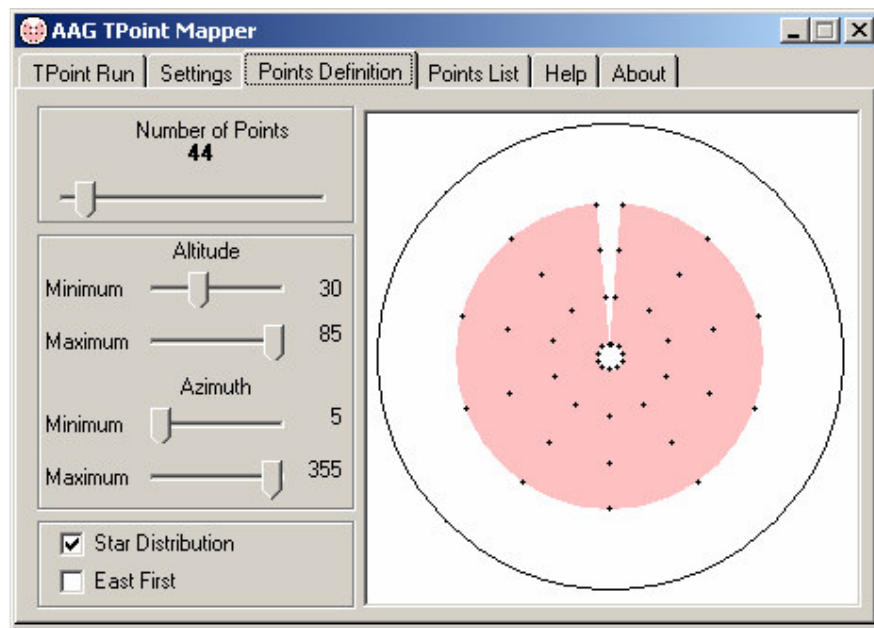 AAG TPoint Mapper
TPoint Run Settings Points Definition Points List Help About
Number of Points
44
Altitude
Minimum 30
Maximum 85
Azimuth
Minimum 5
Maximum 355
Star Distribution
East First